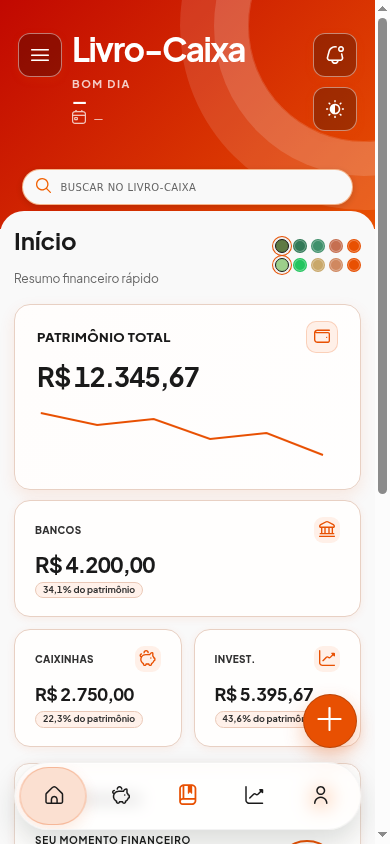 Livro-Caixa
BOM DIA
—
—
BUSCAR NO LIVRO-CAIXA
Início
Resumo financeiro rápido
PATRIMÔNIO TOTAL
R$ 12.345,67
BANCOS
R$ 4.200,00
34,1% do patrimônio
CAIXINHAS
R$ 2.750,00
22,3% do patrimônio
INVEST.
R$ 5.395,67
43,6% do
SEU MOMENTO FINANCEIRO